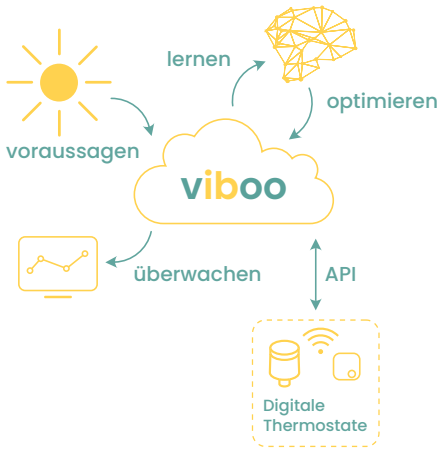 lernen
optimieren
voraussagen
viboo
überwachen
API
Digitale
Thermostate